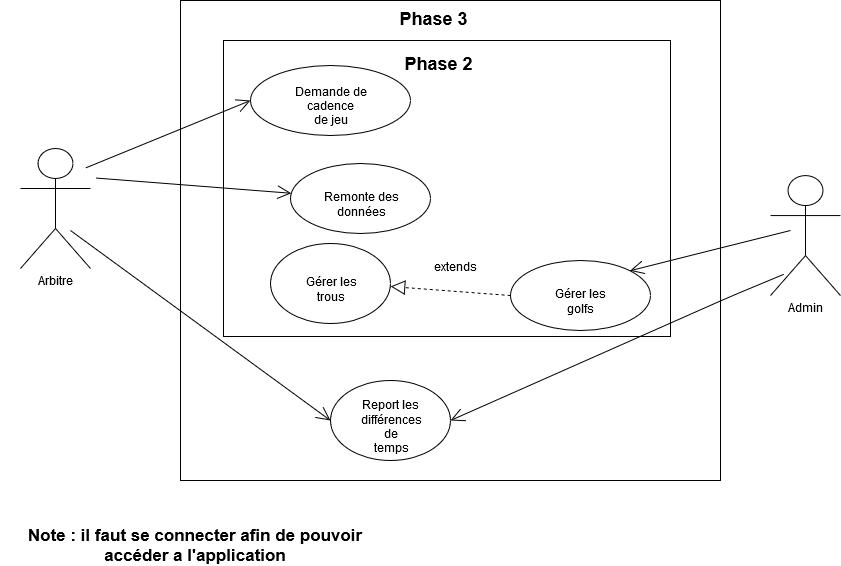 Phase 3
Phase 2
Demande de
cadence
de jeu
Remonte des
données
Arbitre
Gérer les
trous
extends
Gérer les
golfs
Admin
Report les
différences
de
temps
Note : il faut se connecter afin de pouvoir
accéder a l'application